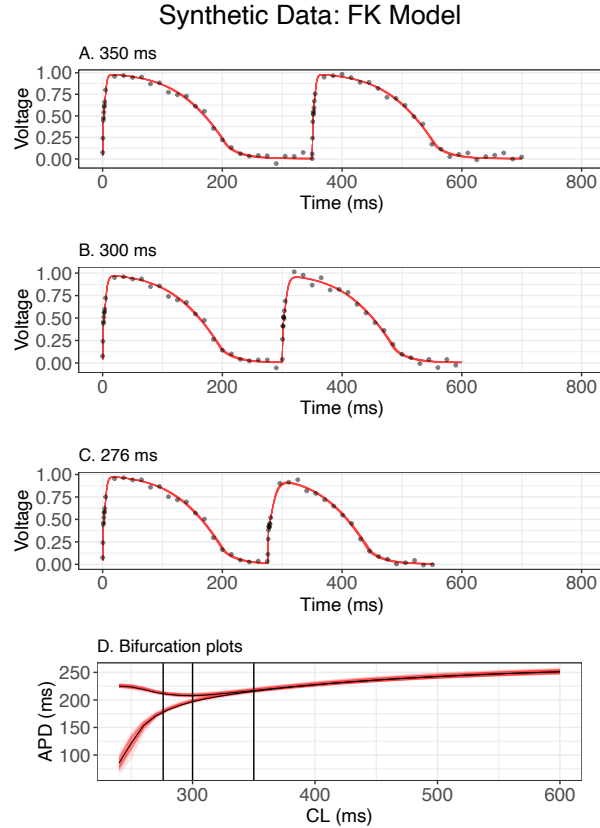 Synthetic Data: FK Model
A. 350 ms
1.00
0.75
0.50
0.25
0.00
Voltage
0 200 400 600 800
Time (ms)
B. 300 ms
1.00
0.75
0.50
0.25
0.00
Voltage
0 200 400 600 800
Time (ms)
C. 276 ms
1.00
0.75
0.50
0.25
0.00
Voltage
0 200 400 600 800
Time (ms)
D. Bifurcation plots
250
200
150
100
APD (ms)
300 400 500 600
CL (ms)